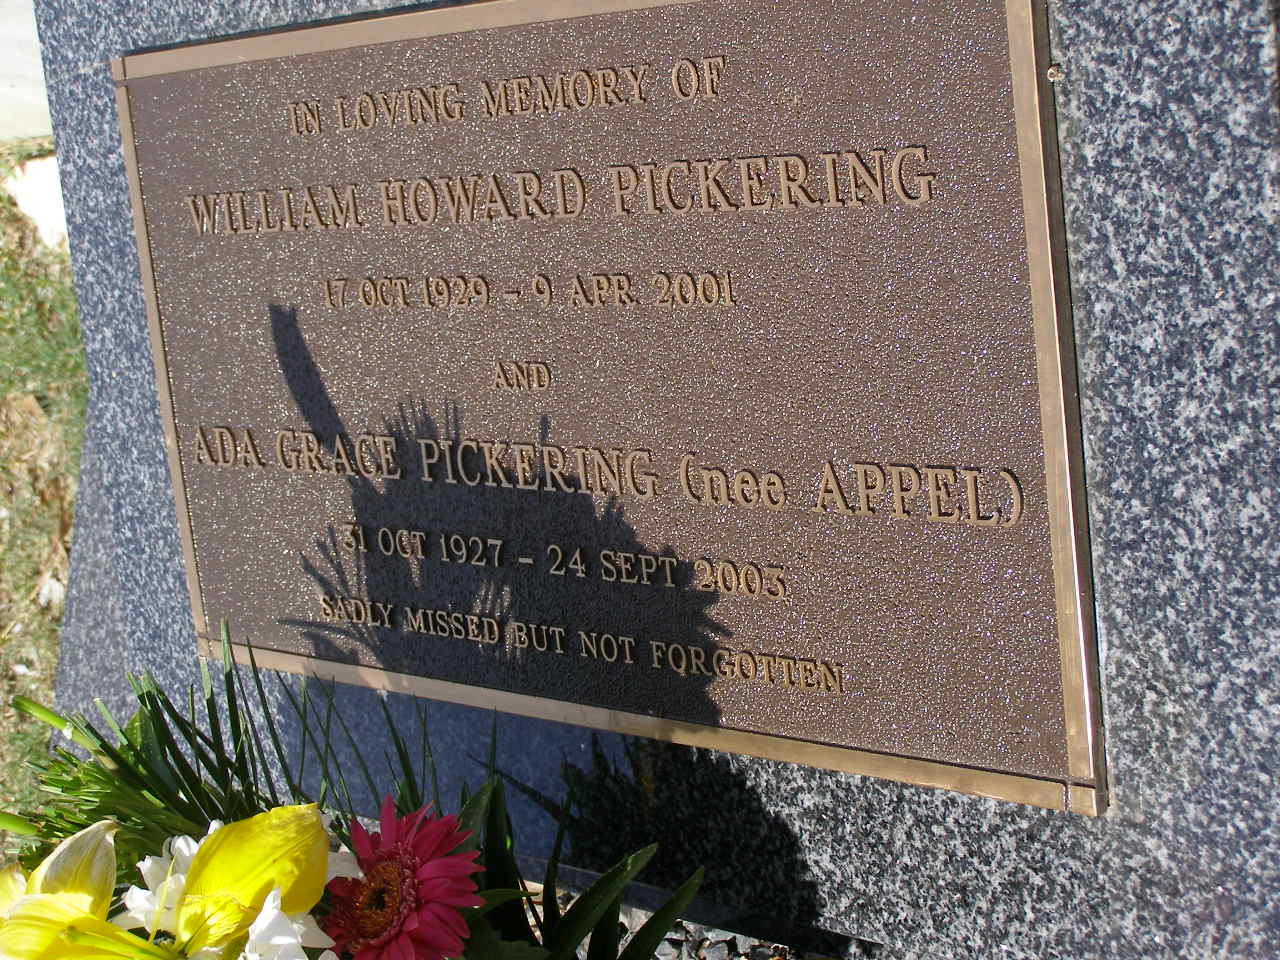 IN LOVING MEMORY OF
WILLIAM HOWARD PICKERING
17 OCT 1929 - 9 APR 2001
AND
ADA GRACE PICKERING (nee APPEL)
31 OCT 1927 - 24 SEPT 2003
SADLY MISSED BUT NOT FORGOTTEN